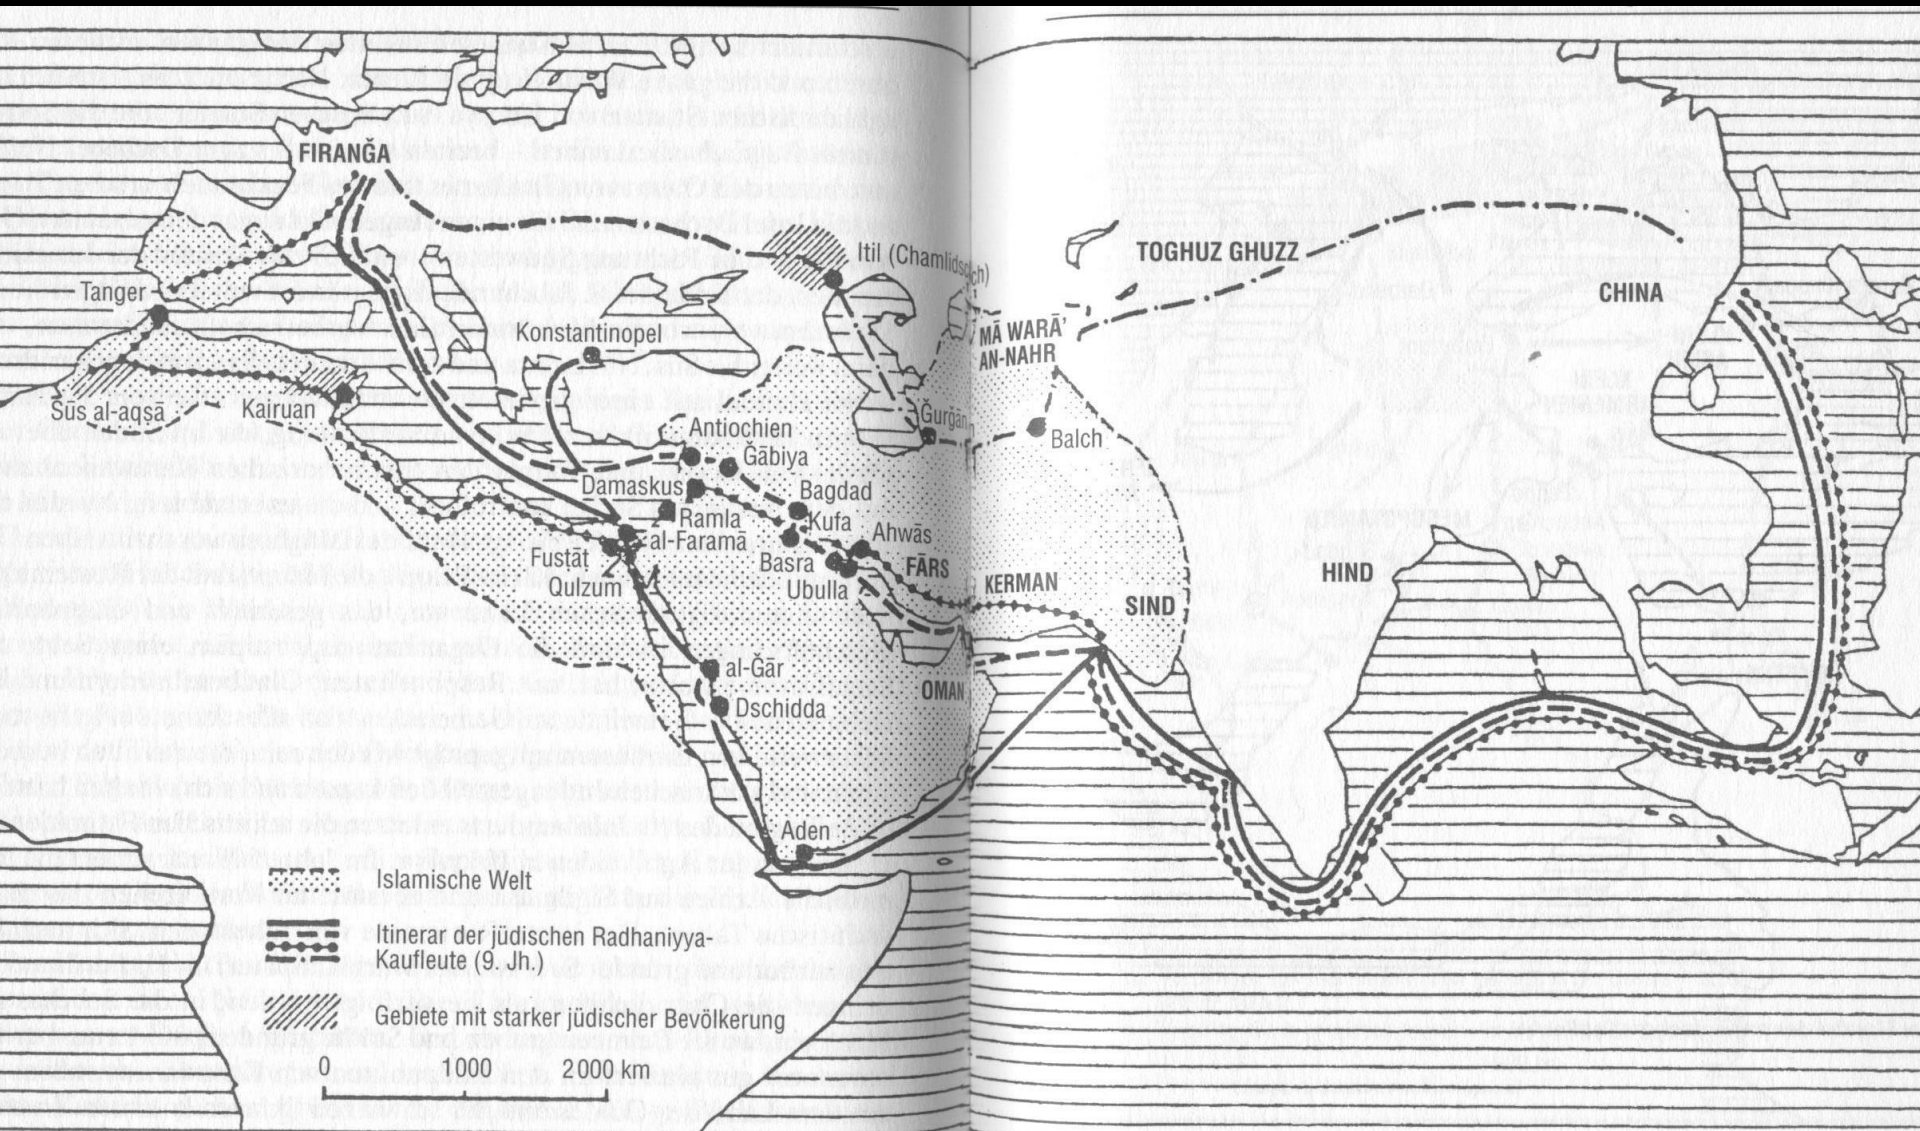 FIRANĞA
Itil (Chamlidsch)
TOGHUZ GHUZZ
CHINA
Tanger
Konstantinopel
MĀ WARĀ
AN-NAHR
Sūs al-aqsā
Kairuan
Ğurğān
Balch
Antiochien
Ğābiya
Damaskus
Bagdad
Ramla
Kufa
al-Faramā
Ahwās
Fustāt
Basra
FĀRS
Qulzum
Ubulla
KERMAN
SIND
HIND
al-Ğār
OMAN
Dschidda
Aden
Islamische Welt
Itinerar der jüdischen Radhaniyya-
Kaufleute (9. Jh.)
Gebiete mit starker jüdischer Bevölkerung
0 1000 2000 km